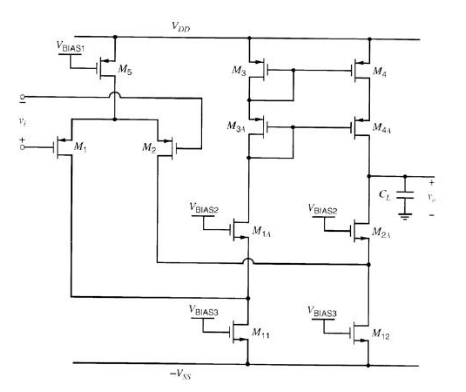 V_DD
V_BIAS1
M_5
M_3
M_4
−
v_i
+
M_1
M_2
M_3A
M_4A
C_L
+
v_o
−
V_BIAS2
M_1A
V_BIAS2
M_2A
V_BIAS3
M_11
V_BIAS3
M_12
−V_SS